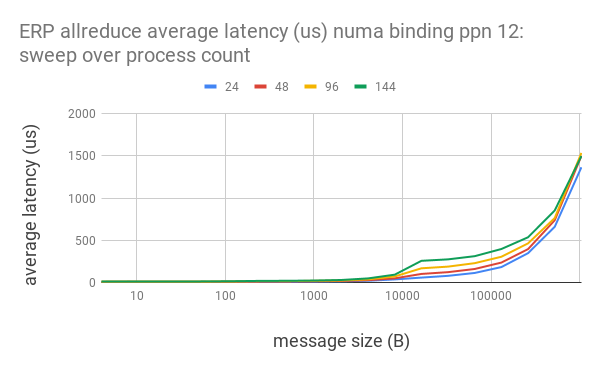 ERP allreduce average latency (us) numa binding ppn 12:
sweep over process count
24 48 96 144
average latency (us)
2000
1500
1000
500
0
10 100 1000 10000 100000
message size (B)